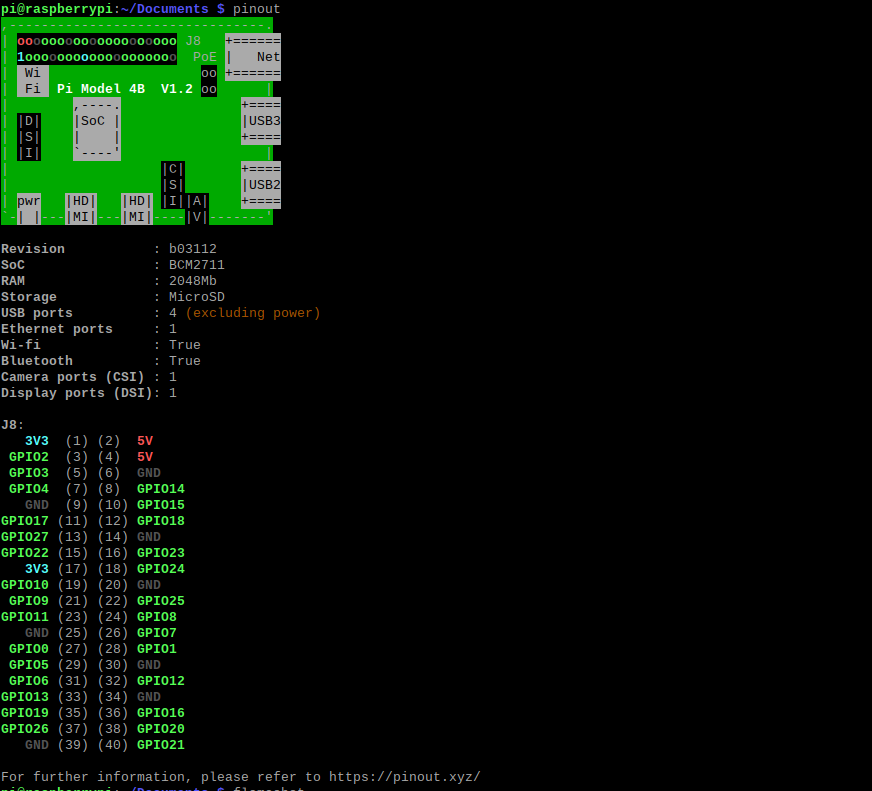 pi@raspberrypi:~/Documents $ pinout
,--------------------------------.
| oooooooooooooooooooo J8   +======
| 1ooooooooooooooooooo  PoE |   Net
|  Wi                   oo  +======
|  Fi  Pi Model 4B  V1.2 oo      |
|        ,----.               +====
| |D|    |SoC |               |USB3
| |S|    |    |               +====
| |I|    `----'                  |
|                   |C|       +====
|                   |S|       |USB2
| pwr   |HD|   |HD| |I||A|    +====
`-| |---|MI|---|MI|----|V|-------'

Revision           : b03112
SoC                : BCM2711
RAM                : 2048Mb
Storage            : MicroSD
USB ports          : 4 (excluding power)
Ethernet ports     : 1
Wi-fi              : True
Bluetooth          : True
Camera ports (CSI) : 1
Display ports (DSI): 1

J8:
   3V3  (1) (2)  5V
 GPIO2  (3) (4)  5V
 GPIO3  (5) (6)  GND
 GPIO4  (7) (8)  GPIO14
   GND  (9) (10) GPIO15
GPIO17 (11) (12) GPIO18
GPIO27 (13) (14) GND
GPIO22 (15) (16) GPIO23
   3V3 (17) (18) GPIO24
GPIO10 (19) (20) GND
 GPIO9 (21) (22) GPIO25
GPIO11 (23) (24) GPIO8
   GND (25) (26) GPIO7
 GPIO0 (27) (28) GPIO1
 GPIO5 (29) (30) GND
 GPIO6 (31) (32) GPIO12
GPIO13 (33) (34) GND
GPIO19 (35) (36) GPIO16
GPIO26 (37) (38) GPIO20
   GND (39) (40) GPIO21

For further information, please refer to https://pinout.xyz/
pi@raspberrypi:~/Documents $